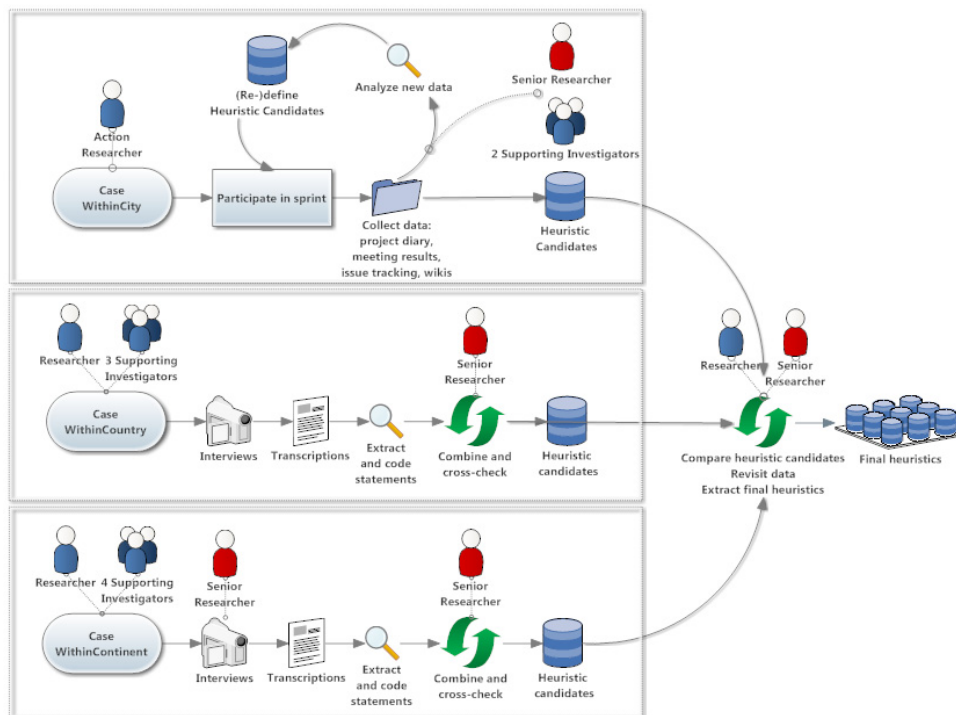 Senior Researcher
(Re-)define
Heuristic Candidates
Analyze new data
Action
Researcher
2 Supporting Investigators
Case
WithinCity
Participate in sprint
Collect data:
project diary,
meeting results,
issue tracking, wikis
Heuristic
Candidates
Researcher
3 Supporting
Investigators
Senior
Researcher
Case
WithinCountry
Interviews
Transcriptions
Extract
and code
statements
Combine and
cross-check
Heuristic
candidates
Researcher
Senior
Researcher
Compare heuristic candidates
Revisit data
Extract final heuristics
Final heuristics
Researcher
4 Supporting
Investigators
Senior
Researcher
Senior
Researcher
Case
WithinContinent
Interviews
Transcriptions
Extract
and code
statements
Combine and
cross-check
Heuristic
candidates